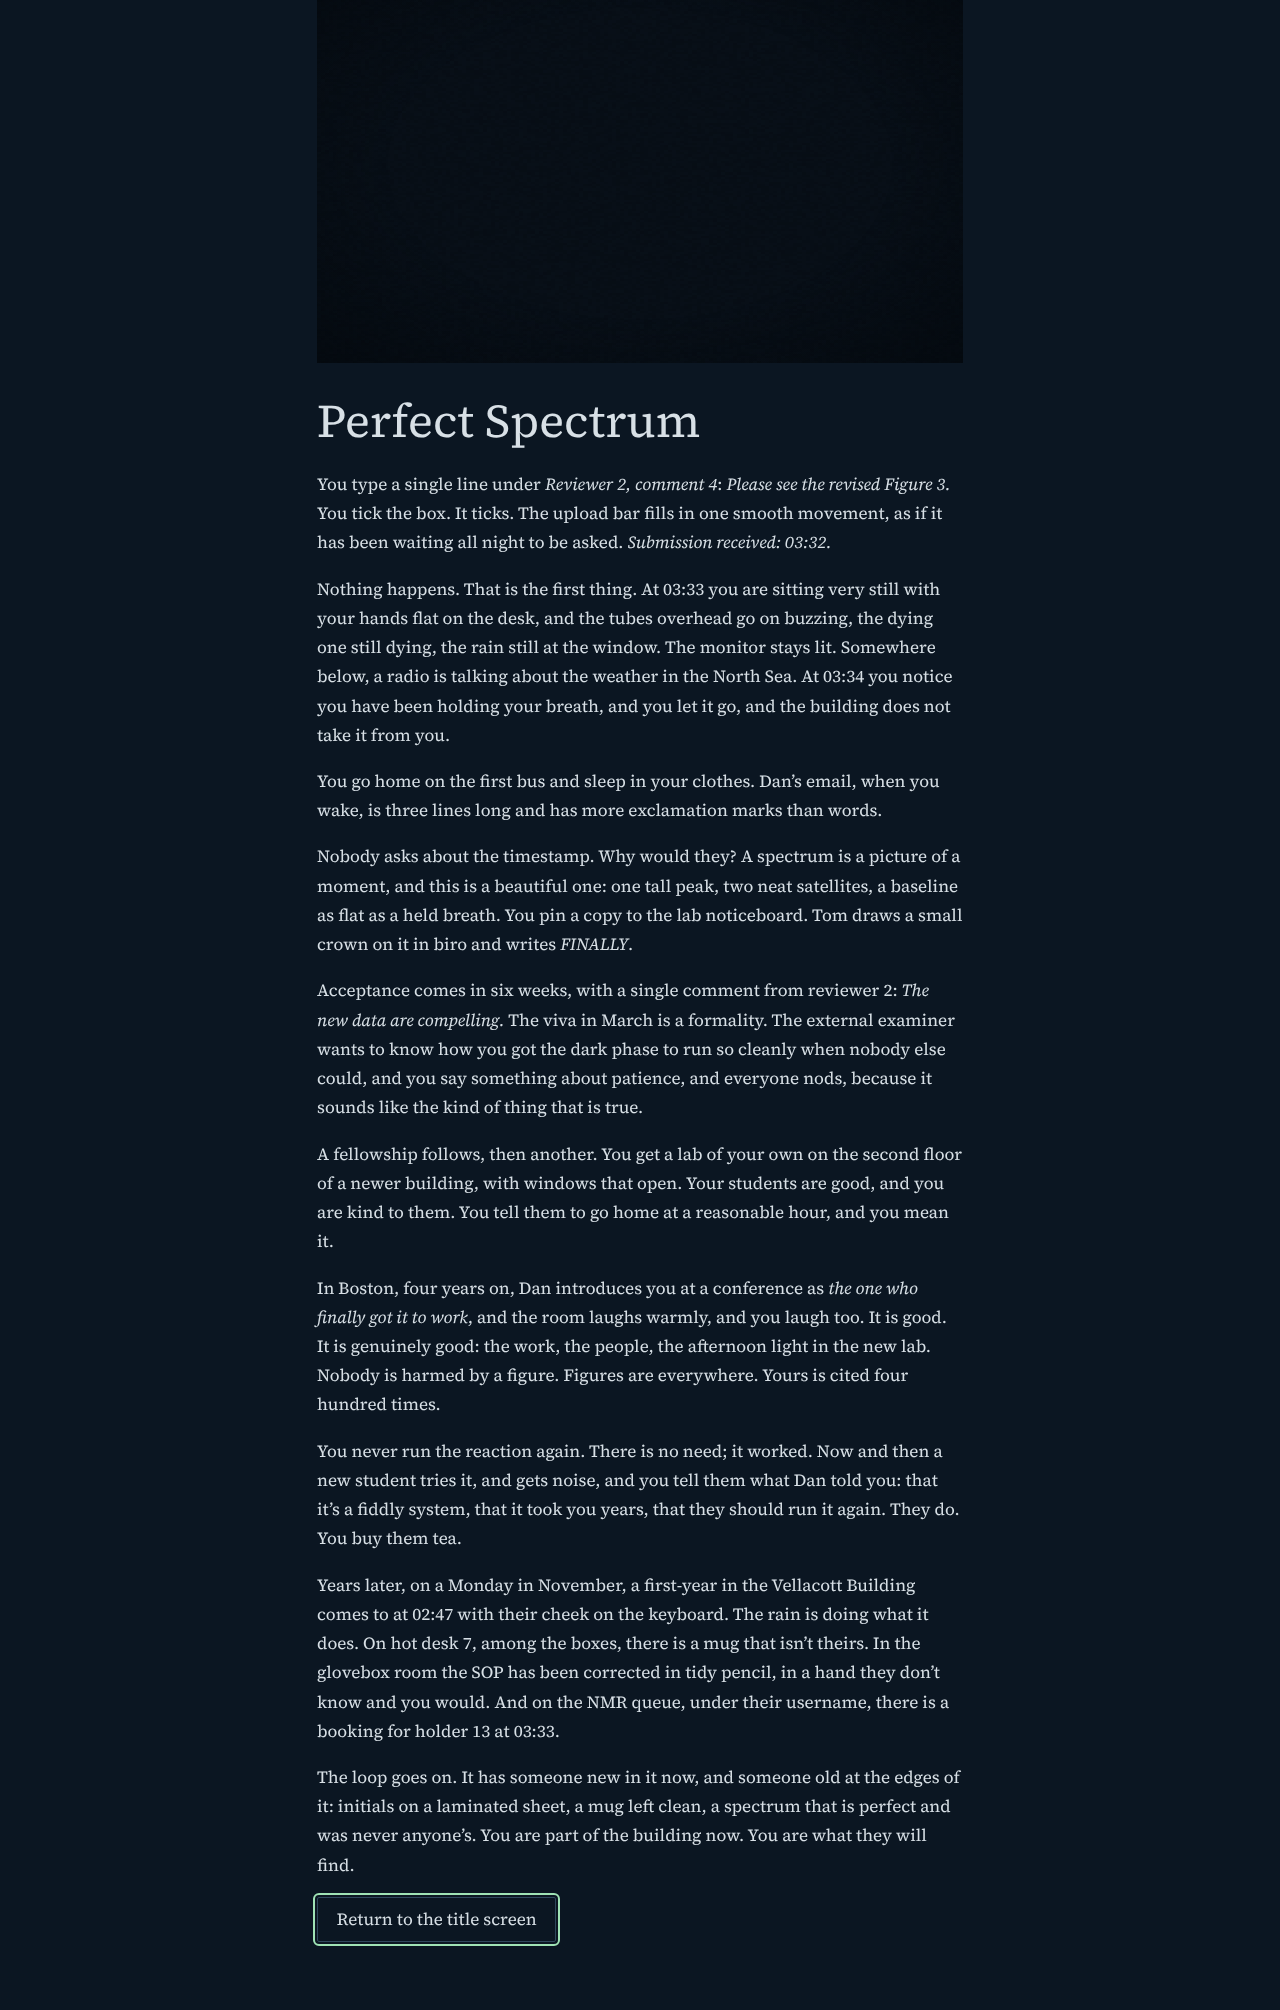 Perfect Spectrum
You type a single line under Reviewer 2, comment 4: Please see the revised Figure 3.
You tick the box. It ticks. The upload bar fills in one smooth movement, as if it
has been waiting all night to be asked. Submission received: 03:32.
Nothing happens. That is the first thing. At 03:33 you are sitting very still with
your hands flat on the desk, and the tubes overhead go on buzzing, the dying
one still dying, the rain still at the window. The monitor stays lit. Somewhere
below, a radio is talking about the weather in the North Sea. At 03:34 you notice
you have been holding your breath, and you let it go, and the building does not
take it from you.
You go home on the first bus and sleep in your clothes. Dan’s email, when you
wake, is three lines long and has more exclamation marks than words.
Nobody asks about the timestamp. Why would they? A spectrum is a picture of a
moment, and this is a beautiful one: one tall peak, two neat satellites, a baseline
as flat as a held breath. You pin a copy to the lab noticeboard. Tom draws a small
crown on it in biro and writes FINALLY.
Acceptance comes in six weeks, with a single comment from reviewer 2: The
new data are compelling. The viva in March is a formality. The external examiner
wants to know how you got the dark phase to run so cleanly when nobody else
could, and you say something about patience, and everyone nods, because it
sounds like the kind of thing that is true.
A fellowship follows, then another. You get a lab of your own on the second floor
of a newer building, with windows that open. Your students are good, and you
are kind to them. You tell them to go home at a reasonable hour, and you mean
it.
In Boston, four years on, Dan introduces you at a conference as the one who
finally got it to work, and the room laughs warmly, and you laugh too. It is good.
It is genuinely good: the work, the people, the afternoon light in the new lab.
Nobody is harmed by a figure. Figures are everywhere. Yours is cited four
hundred times.
You never run the reaction again. There is no need; it worked. Now and then a
new student tries it, and gets noise, and you tell them what Dan told you: that
it’s a fiddly system, that it took you years, that they should run it again. They do.
You buy them tea.
Years later, on a Monday in November, a first-year in the Vellacott Building
comes to at 02:47 with their cheek on the keyboard. The rain is doing what it
does. On hot desk 7, among the boxes, there is a mug that isn’t theirs. In the
glovebox room the SOP has been corrected in tidy pencil, in a hand they don’t
know and you would. And on the NMR queue, under their username, there is a
booking for holder 13 at 03:33.
The loop goes on. It has someone new in it now, and someone old at the edges of
it: initials on a laminated sheet, a mug left clean, a spectrum that is perfect and
was never anyone’s. You are part of the building now. You are what they will
find.
Return to the title screen